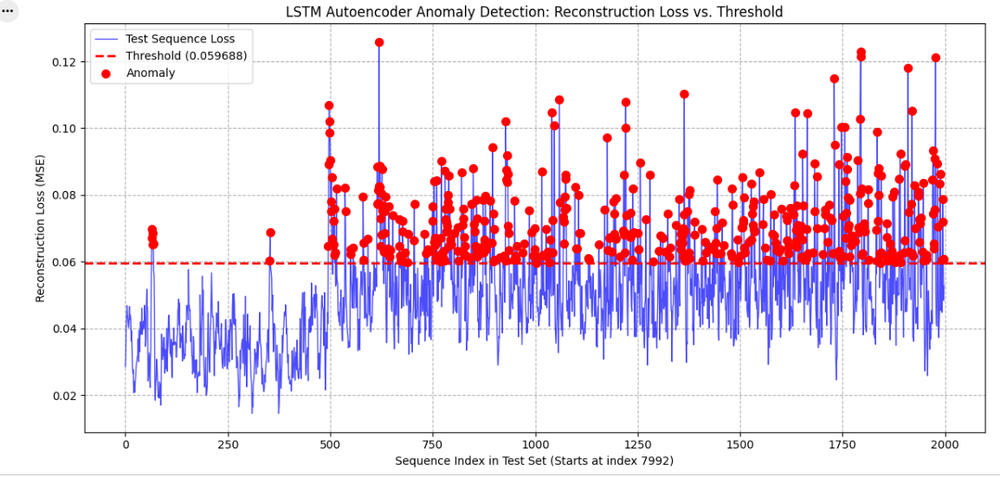 LSTM Autoencoder Anomaly Detection: Reconstruction Loss vs. Threshold
Test Sequence Loss
Threshold (0.059688)
Anomaly
Reconstruction Loss (MSE)
0.12
0.10
0.08
0.06
0.04
0.02
0 250 500 750 1000 1250 1500 1750 2000
Sequence Index in Test Set (Starts at index 7992)